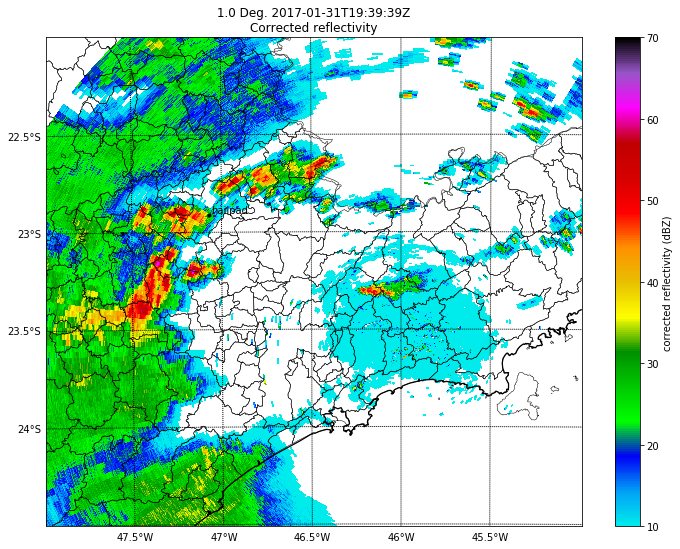 1.0 Deg. 2017-01-31T19:39:39Z
Corrected reflectivity
22.5°S
23°S
23.5°S
24°S
47.5°W
47°W
46.5°W
46°W
45.5°W
70
60
50
40
30
20
10
corrected reflectivity (dBZ)